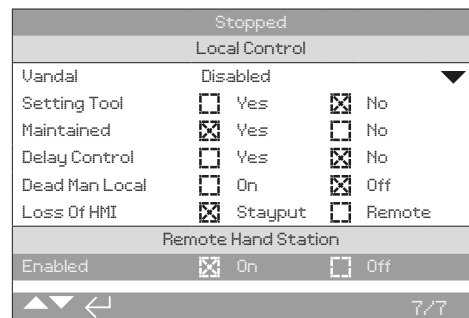 Stopped
Local Control
Vandal Disabled
Setting Tool Yes No
Maintained Yes No
Delay Control Yes No
Dead Man Local On Off
Loss Of HMI Stayput Remote
Remote Hand Station
Enabled On Off
7/7